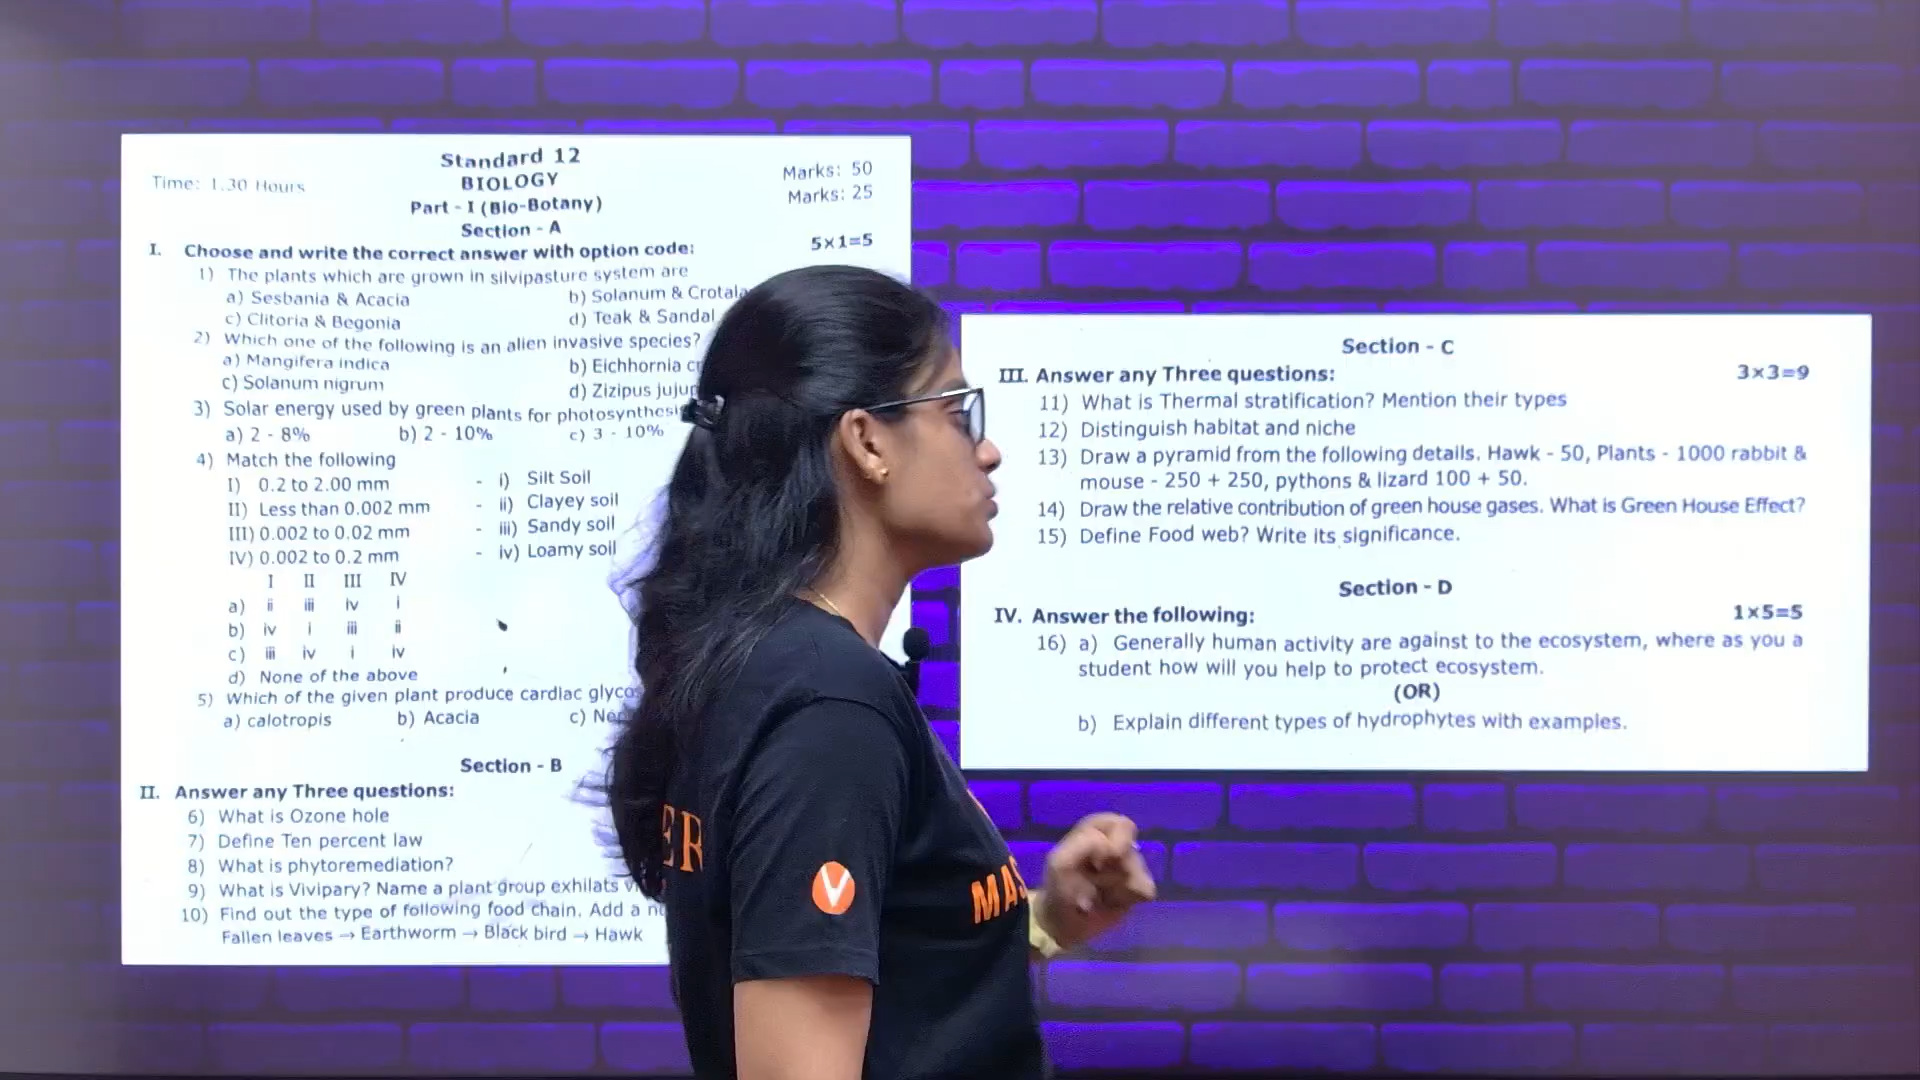 Standard 12
Time: 1.30 Hours
BIOLOGY
Marks: 50
Part - I (Bio-Botany)
Marks: 25
Section - A
I. Choose and write the correct answer with option code: 5×1=5
1) The plants which are grown in silvipasture system are
a) Sesbania & Acacia b) Solanum &
c) Clitoria & Begonia d) Teak & Sandal
2) Which one of the following is an alien invasive species?
a) Mangifera indica b) Eichhornia
c) Solanum nigrum d) Zizipus
3) Solar energy used by green plants for
a) 2 - 8% b) 2 - 10% c) 3 - 10%
4) Match the following
I) 0.2 to 2.00 mm - i) Silt Soil
II) Less than 0.002 mm - ii) Clayey soil
III) 0.002 to 0.02 mm - iii) Sandy soil
IV) 0.002 to 0.2 mm - iv) Loamy soil
I II III IV
a) ii iii iv i
b) iv i iii ii
c) iii iv i iv
d) None of the above
5) Which of the given plant produce cardiac
a) calotropis b) Acacia c)
Section - B
II. Answer any Three questions:
6) What is Ozone hole
7) Define Ten percent law
8) What is phytoremediation?
9) What is Vivipary? Name a plant group exhilats
10) Find out the type of following food chain. Add a
Fallen leaves → Earthworm → Black bird → Hawk
Section - C
III. Answer any Three questions: 3×3=9
11) What is Thermal stratification? Mention their types
12) Distinguish habitat and niche
13) Draw a pyramid from the following details. Hawk - 50, Plants - 1000 rabbit &
mouse - 250 + 250, pythons & lizard 100 + 50.
14) Draw the relative contribution of green house gases. What is Green House Effect?
15) Define Food web? Write its significance.
Section - D
IV. Answer the following: 1×5=5
16) a) Generally human activity are against to the ecosystem, where as you a
student how will you help to protect ecosystem.
(OR)
b) Explain different types of hydrophytes with examples.
ER
V
MAS